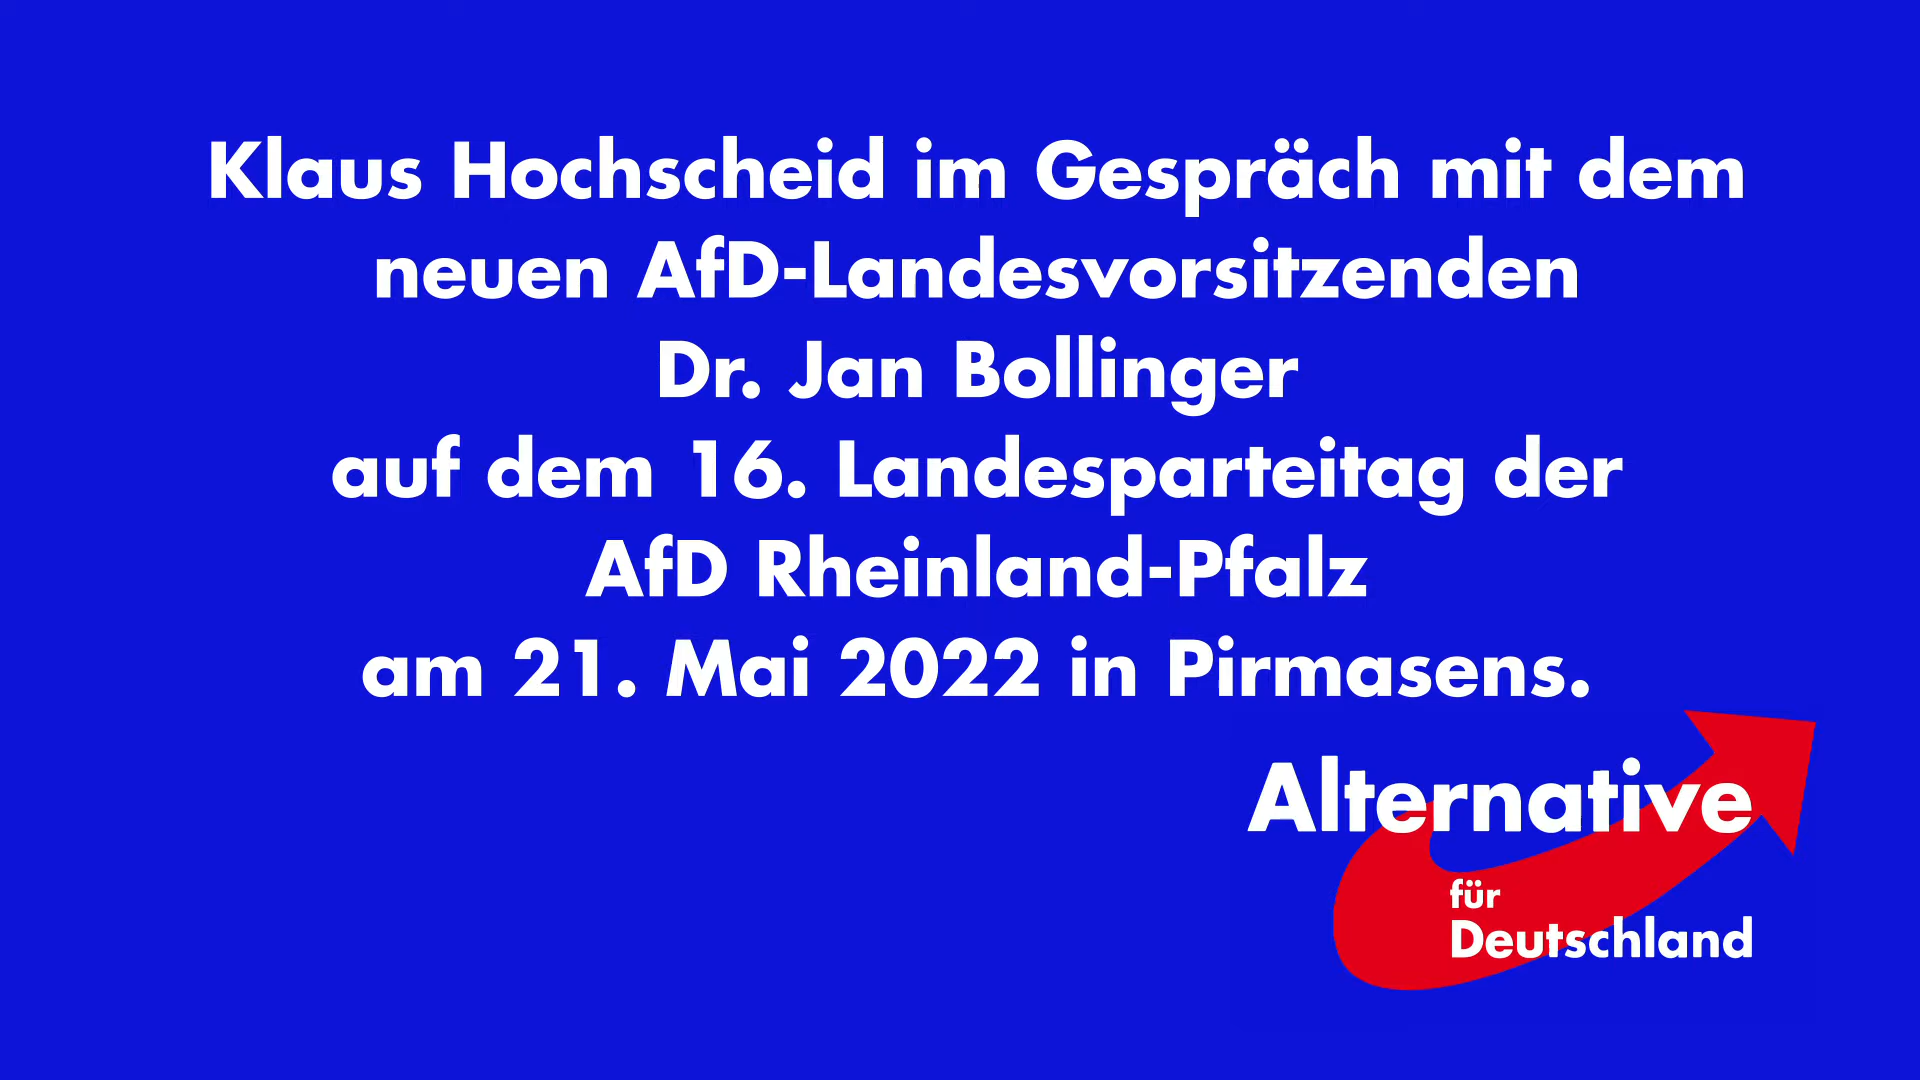 Klaus Hochscheid im Gespräch mit dem
neuen AfD-Landesvorsitzenden
Dr. Jan Bollinger
auf dem 16. Landesparteitag der
AfD Rheinland-Pfalz
am 21. Mai 2022 in Pirmasens.
Alternative
für
Deutschland